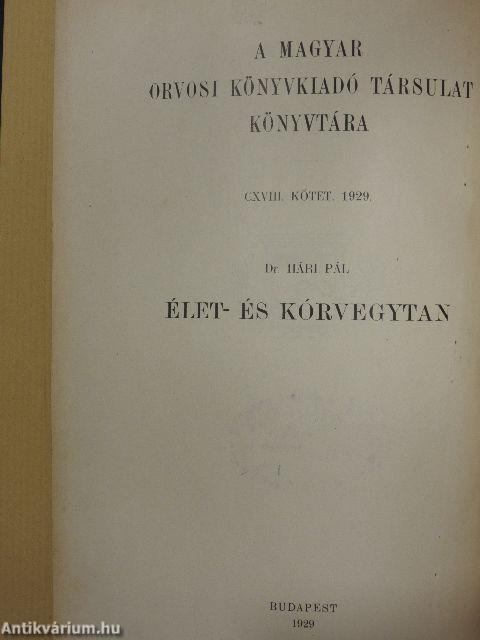 A MAGYAR
ORVOSI KÖNYVKIADÓ TÁRSULAT
KÖNYVTÁRA
CXVIII. KÖTET. 1929.
Dr. HÁRI PÁL
ÉLET- ÉS KÓRVEGYTAN
BUDAPEST
1929
Antikvárium.hu